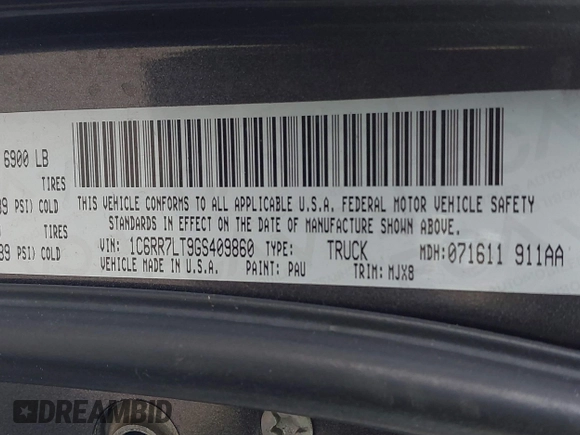 6900 LB
TIRES
39 PSI) COLD
TIRES
39 PSI) COLD
THIS VEHICLE CONFORMS TO ALL APPLICABLE U.S.A. FEDERAL MOTOR VEHICLE SAFETY
STANDARDS IN EFFECT ON THE DATE OF MANUFACTURE SHOWN ABOVE.
VIN: 1C6RR7LT9GS409860 TYPE: TRUCK MDH: 071611 911AA
VEHICLE MADE IN U.S.A. PAINT: PAU TRIM: MJX8
DREAMBID